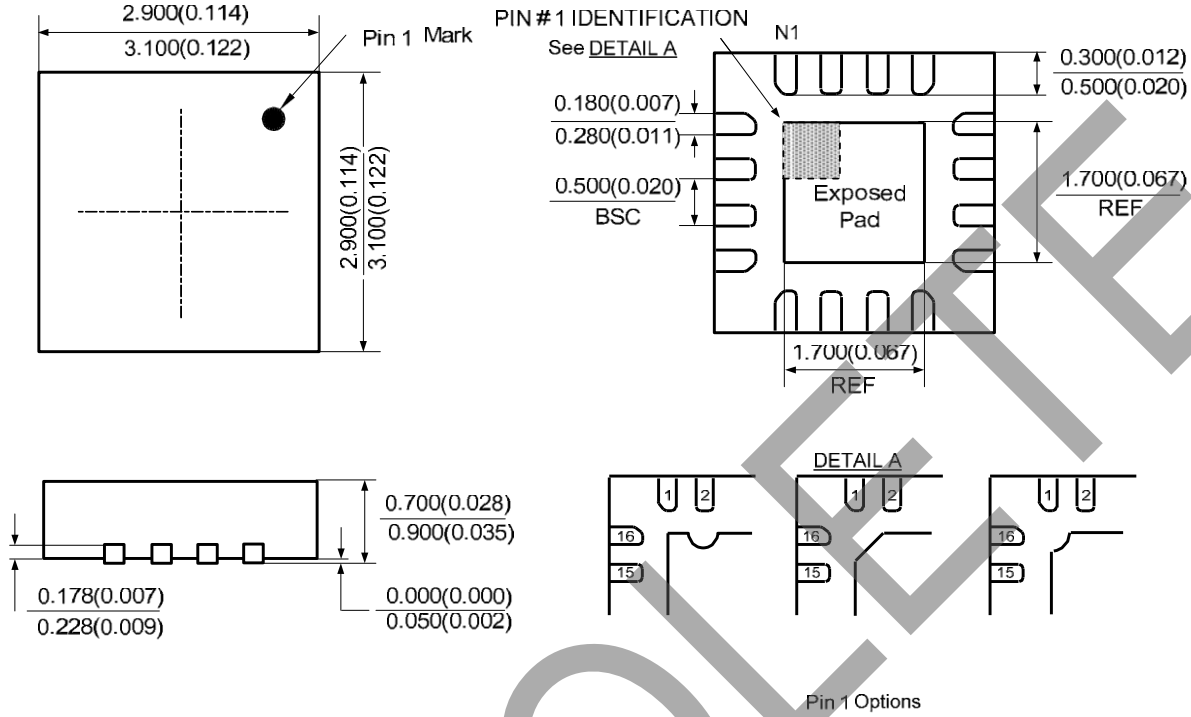 2.900(0.114)
3.100(0.122)
Pin 1 Mark
2.900(0.114)
3.100(0.122)
PIN # 1 IDENTIFICATION
See DETAIL A
N1
0.300(0.012)
0.500(0.020)
0.180(0.007)
0.280(0.011)
0.500(0.020)
BSC
Exposed
Pad
1.700(0.067)
REF
1.700(0.067)
REF
0.700(0.028)
0.900(0.035)
0.178(0.007)
0.228(0.009)
0.000(0.000)
0.050(0.002)
DETAIL A
1 2
16
15
1 2
16
15
1 2
16
15
Pin 1 Options
OLETE